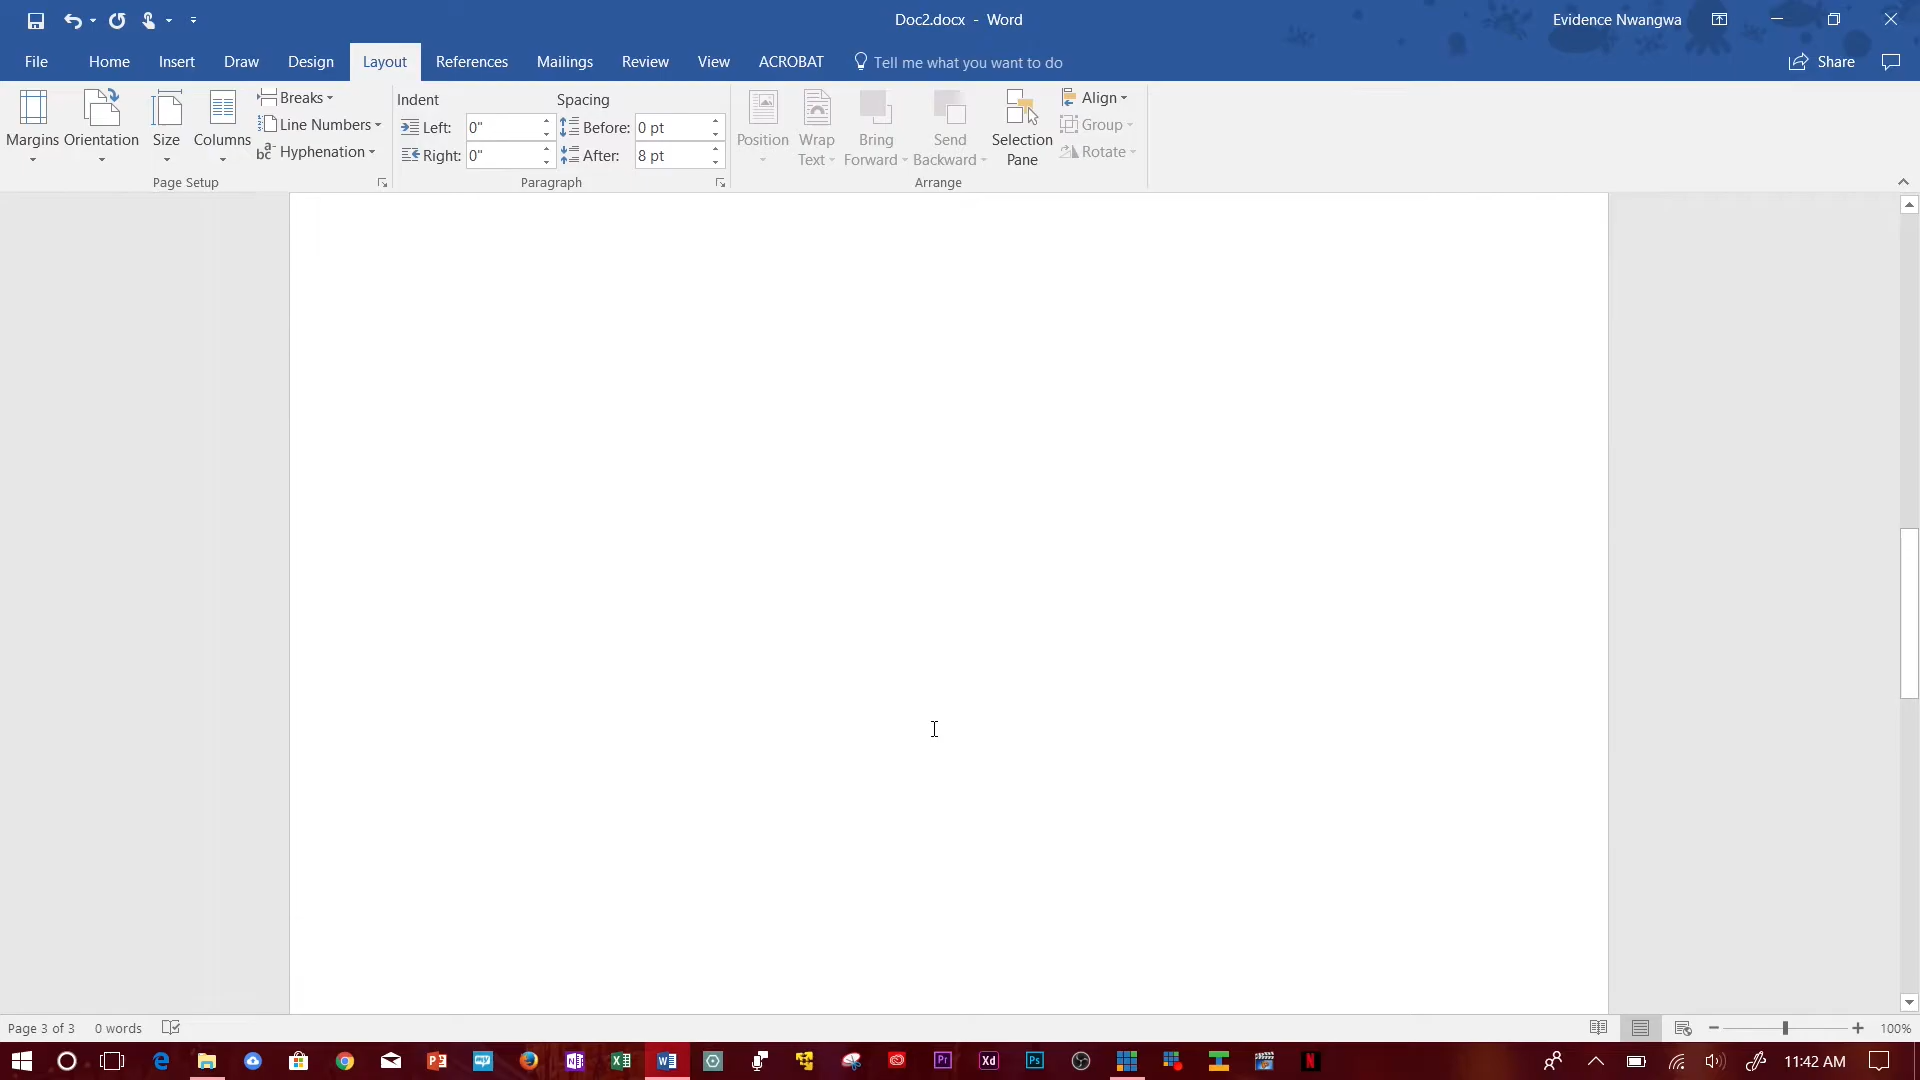 Doc2.docx - Word
Evidence Nwangwa
File Home Insert Draw Design Layout References Mailings Review View ACROBAT Tell me what you want to do Share
Margins
Orientation
Size
Columns
Breaks
Line Numbers
Hyphenation
Page Setup
Indent
Left: 0"
Right: 0"
Spacing
Before: 0 pt
After: 8 pt
Paragraph
Position
Wrap
Text
Bring
Forward
Send
Backward
Selection
Pane
Align
Group
Rotate
Arrange
Page 3 of 3 0 words 100%
11:42 AM